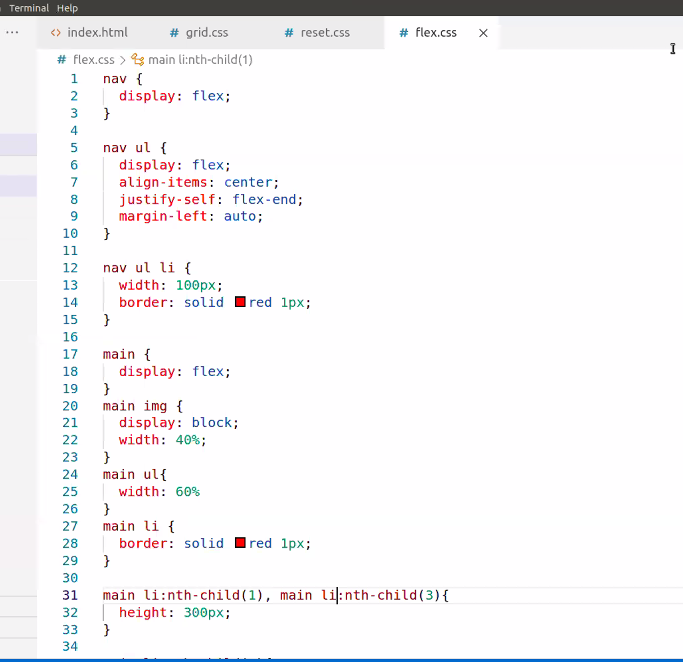 Terminal Help
... <> index.html # grid.css # reset.css # flex.css ×
# flex.css > main li:nth-child(1)
1 nav {
2 display: flex;
3 }
4
5 nav ul {
6 display: flex;
7 align-items: center;
8 justify-self: flex-end;
9 margin-left: auto;
10 }
11
12 nav ul li {
13 width: 100px;
14 border: solid red 1px;
15 }
16
17 main {
18 display: flex;
19 }
20 main img {
21 display: block;
22 width: 40%;
23 }
24 main ul{
25 width: 60%
26 }
27 main li {
28 border: solid red 1px;
29 }
30
31 main li:nth-child(1), main li:nth-child(3){
32 height: 300px;
33 }
34